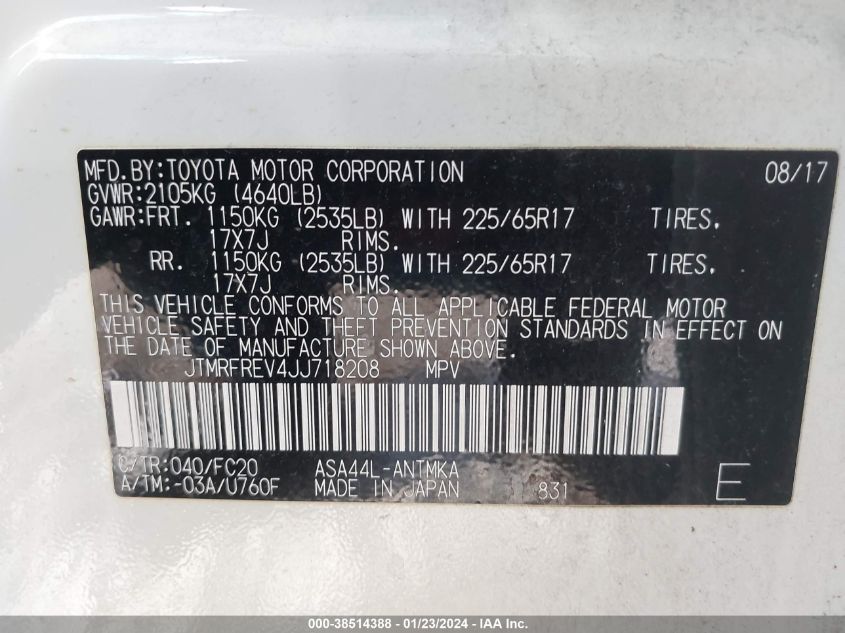 MFD.BY:TOYOTA MOTOR CORPORATION 08/17
GVWR:2105KG (4640LB)
GAWR:FRT. 1150KG (2535LB) WITH 225/65R17 TIRES,
17X7J RIMS.
RR. 1150KG (2535LB) WITH 225/65R17 TIRES,
17X7J RIMS.
THIS VEHICLE CONFORMS TO ALL APPLICABLE FEDERAL MOTOR
VEHICLE SAFETY AND THEFT PREVENTION STANDARDS IN EFFECT ON
THE DATE OF MANUFACTURE SHOWN ABOVE.
JTMRFREV4JJ718208 MPV
C/TR:040/FC20 ASA44L-ANTMKA
A/TM:-03A/U760F MADE IN JAPAN 831 E
000-38514388 - 01/23/2024 - IAA Inc.